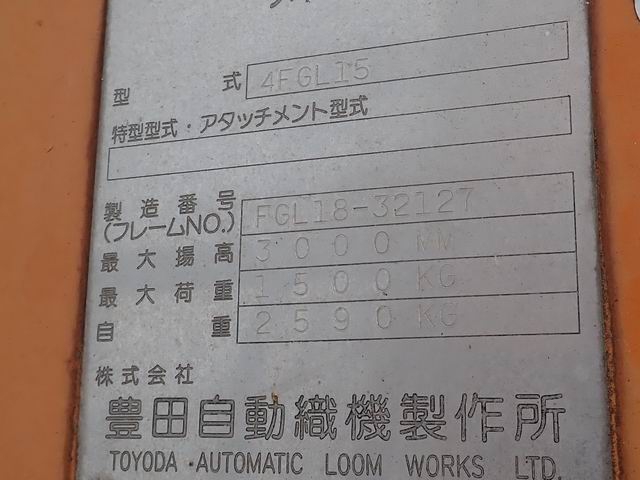 型式 4FGL15
特型型式・アタッチメント型式
製造番号 FGL18-32127
(フレームNO.)
最大揚高 3000MM
最大荷重 1500KG
自重 2590KG
株式会社
豊田自動織機製作所
TOYODA AUTOMATIC LOOM WORKS LTD.